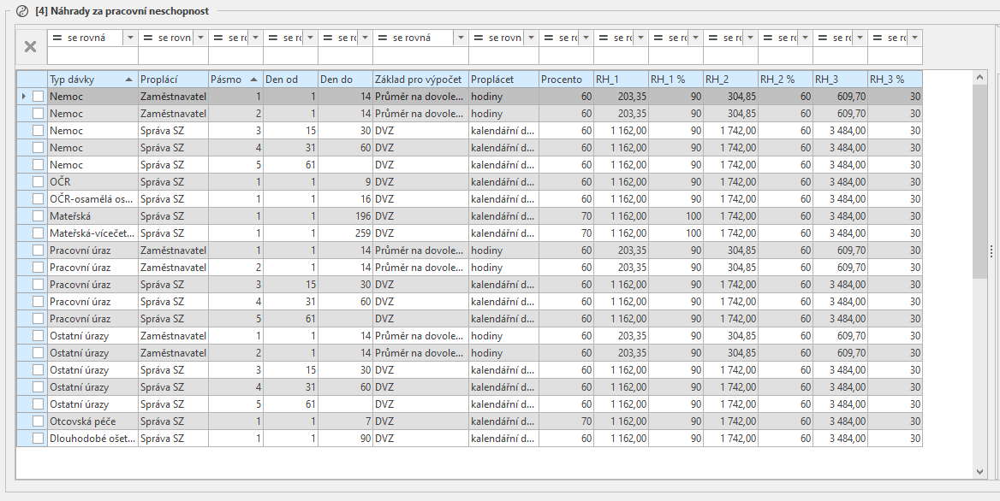 [4] Náhrady za pracovní neschopnost
= se rovná = se rovn = se r = se r = se r = se rovná = se rovn = se r = se r = se r = se r = se r = se r = se r
Typ dávky Proplácí Pásmo Den od Den do Základ pro výpočet Proplácet Procento RH_1 RH_1 % RH_2 RH_2 % RH_3 RH_3 %
Nemoc Zaměstnavatel 1 1 14 Průměr na dovole... hodiny 60 203,35 90 304,85 60 609,70 30
Nemoc Zaměstnavatel 2 1 14 Průměr na dovole... hodiny 60 203,35 90 304,85 60 609,70 30
Nemoc Správa SZ 3 15 30 DVZ kalendářní d... 60 1 162,00 90 1 742,00 60 3 484,00 30
Nemoc Správa SZ 4 31 60 DVZ kalendářní d... 60 1 162,00 90 1 742,00 60 3 484,00 30
Nemoc Správa SZ 5 61 DVZ kalendářní d... 60 1 162,00 90 1 742,00 60 3 484,00 30
OČR Správa SZ 1 1 9 DVZ kalendářní d... 60 1 162,00 90 1 742,00 60 3 484,00 30
OČR-osamělá os... Správa SZ 1 1 16 DVZ kalendářní d... 60 1 162,00 90 1 742,00 60 3 484,00 30
Mateřská Správa SZ 1 1 196 DVZ kalendářní d... 70 1 162,00 100 1 742,00 60 3 484,00 30
Mateřská-vícečet... Správa SZ 1 1 259 DVZ kalendářní d... 70 1 162,00 100 1 742,00 60 3 484,00 30
Pracovní úraz Zaměstnavatel 1 1 14 Průměr na dovole... hodiny 60 203,35 90 304,85 60 609,70 30
Pracovní úraz Zaměstnavatel 2 1 14 Průměr na dovole... hodiny 60 203,35 90 304,85 60 609,70 30
Pracovní úraz Správa SZ 3 15 30 DVZ kalendářní d... 60 1 162,00 90 1 742,00 60 3 484,00 30
Pracovní úraz Správa SZ 4 31 60 DVZ kalendářní d... 60 1 162,00 90 1 742,00 60 3 484,00 30
Pracovní úraz Správa SZ 5 61 DVZ kalendářní d... 60 1 162,00 90 1 742,00 60 3 484,00 30
Ostatní úrazy Zaměstnavatel 1 1 14 Průměr na dovole... hodiny 60 203,35 90 304,85 60 609,70 30
Ostatní úrazy Zaměstnavatel 2 1 14 Průměr na dovole... hodiny 60 203,35 90 304,85 60 609,70 30
Ostatní úrazy Správa SZ 3 15 30 DVZ kalendářní d... 60 1 162,00 90 1 742,00 60 3 484,00 30
Ostatní úrazy Správa SZ 4 31 60 DVZ kalendářní d... 60 1 162,00 90 1 742,00 60 3 484,00 30
Ostatní úrazy Správa SZ 5 61 DVZ kalendářní d... 60 1 162,00 90 1 742,00 60 3 484,00 30
Otcovská péče Správa SZ 1 1 7 DVZ kalendářní d... 70 1 162,00 90 1 742,00 60 3 484,00 30
Dlouhodobé ošet... Správa SZ 1 1 90 DVZ kalendářní d... 60 1 162,00 90 1 742,00 60 3 484,00 30